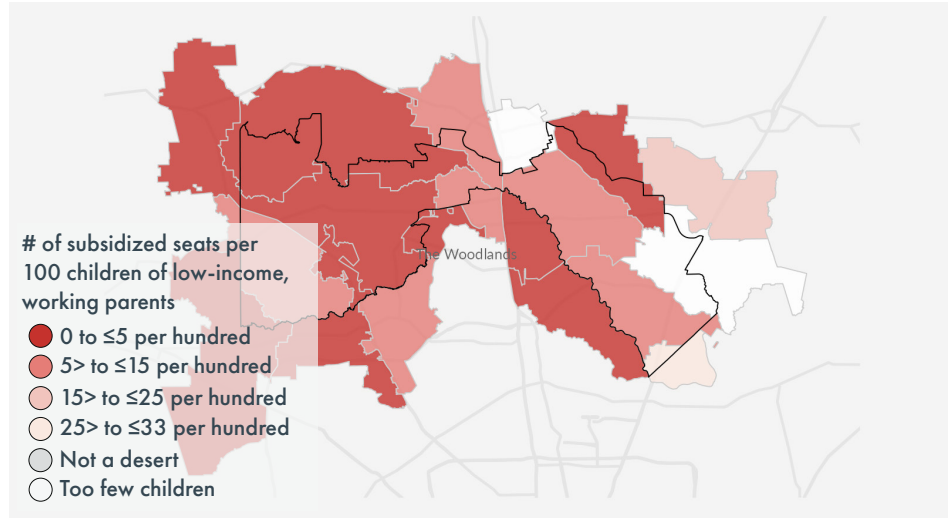 The Woodlands
# of subsidized seats per
100 children of low-income,
working parents
0 to ≤5 per hundred
5> to ≤15 per hundred
15> to ≤25 per hundred
25> to ≤33 per hundred
Not a desert
Too few children